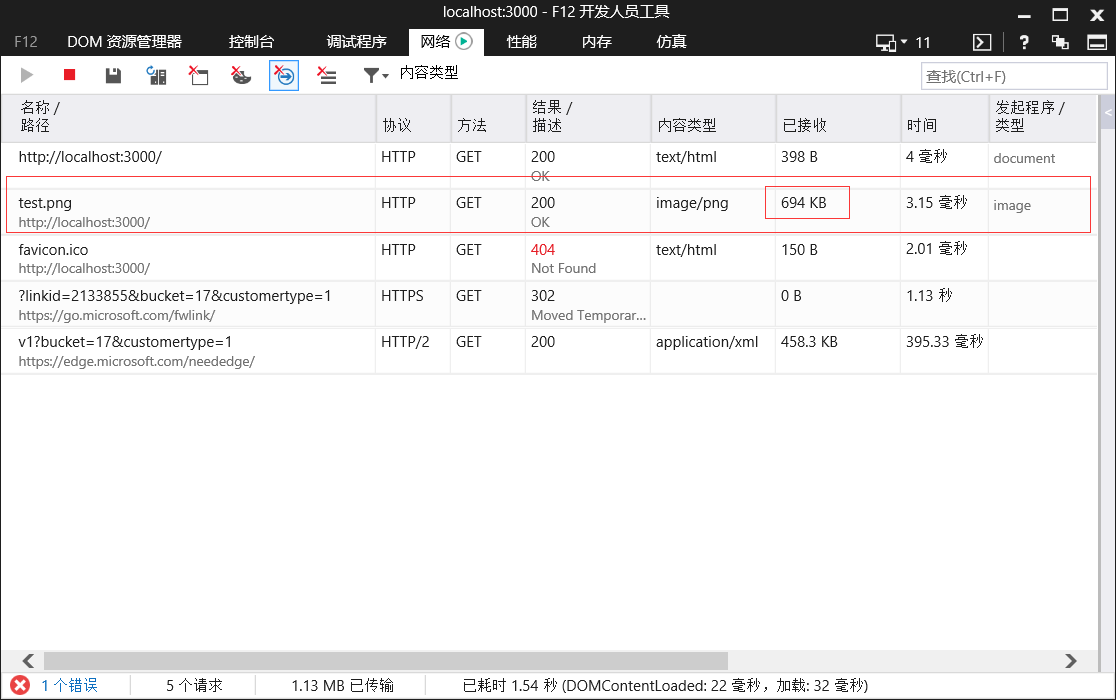 localhost:3000 - F12 开发人员工具
F12 DOM 资源管理器 控制台 调试程序 网络 性能 内存 仿真 11 ?
内容类型 查找(Ctrl+F)
名称 / 结果 / 发起程序 /
路径 协议 方法 描述 内容类型 已接收 时间 类型
http://localhost:3000/ HTTP GET 200 text/html 398 B 4 毫秒 document
OK
test.png HTTP GET 200 image/png 694 KB 3.15 毫秒 image
http://localhost:3000/ OK
favicon.ico HTTP GET 404 text/html 150 B 2.01 毫秒
http://localhost:3000/ Not Found
?linkid=2133855&bucket=17&customertype=1 HTTPS GET 302 0 B 1.13 秒
https://go.microsoft.com/fwlink/ Moved Temporar...
v1?bucket=17&customertype=1 HTTP/2 GET 200 application/xml 458.3 KB 395.33 毫秒
https://edge.microsoft.com/neededge/
1 个错误 5 个请求 1.13 MB 已传输 已耗时 1.54 秒 (DOMContentLoaded: 22 毫秒，加载: 32 毫秒)